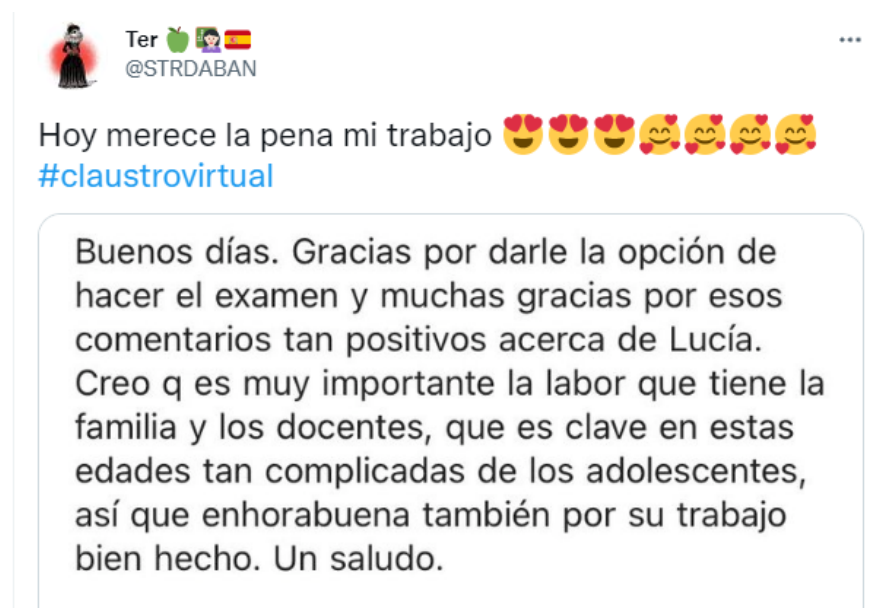 Ter 🍏👩🏻‍🏫🇪🇸
@STRDABAN
Hoy merece la pena mi trabajo 😍😍😍🥰🥰🥰🥰
#claustrovirtual
Buenos días. Gracias por darle la opción de
hacer el examen y muchas gracias por esos
comentarios tan positivos acerca de Lucía.
Creo q es muy importante la labor que tiene la
familia y los docentes, que es clave en estas
edades tan complicadas de los adolescentes,
así que enhorabuena también por su trabajo
bien hecho. Un saludo.